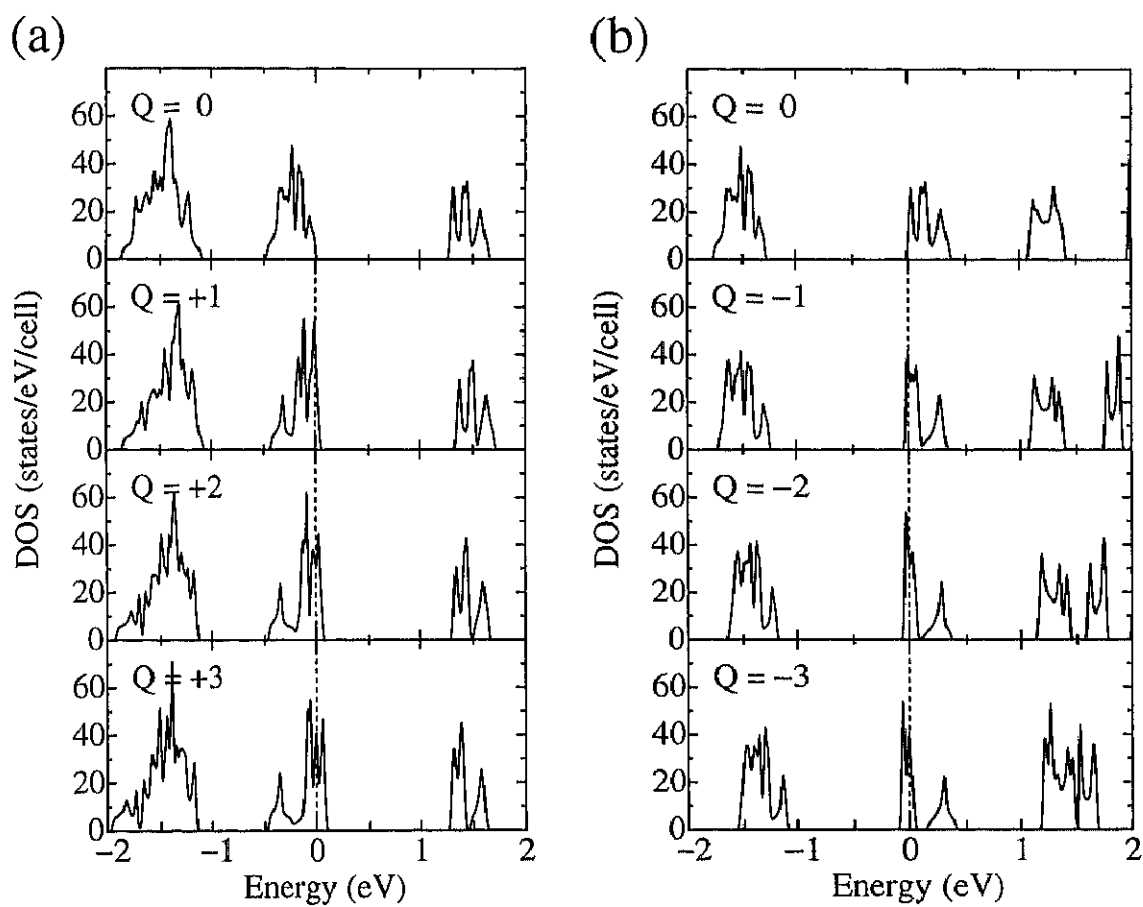 (a)
DOS (states/eV/cell)
60
40
20
0
Q = 0
60
40
20
0
Q = +1
60
40
20
0
Q = +2
60
40
20
0
Q = +3
−2 −1 0 1 2
Energy (eV)
(b)
DOS (states/eV/cell)
60
40
20
0
Q = 0
60
40
20
0
Q = −1
60
40
20
0
Q = −2
60
40
20
0
Q = −3
−2 −1 0 1 2
Energy (eV)